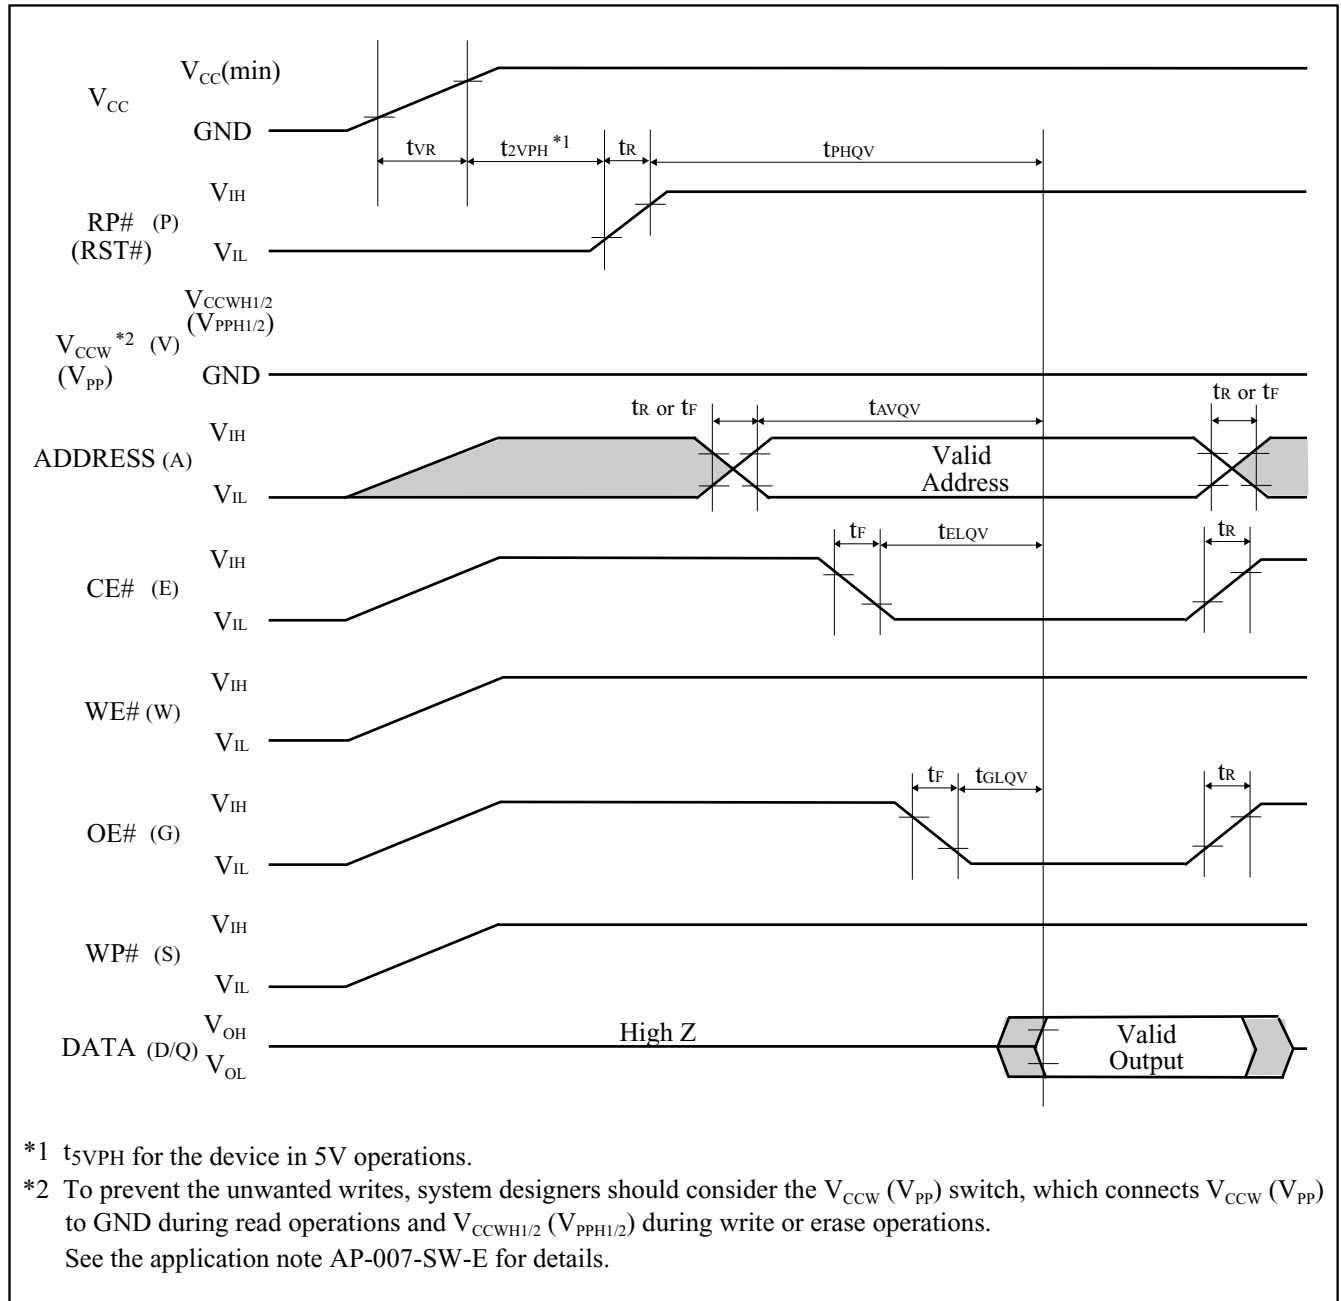 VCC(min)
VCC
GND
tVR
t2VPH *1
tR
tPHQV
VIH
RP# (P)
(RST#)
VIL
VCCWH1/2
(VPPH1/2)
VCCW *2 (V)
(VPP)
GND
tR or tF
tAVQV
tR or tF
VIH
ADDRESS (A)
Valid
Address
VIL
tF
tELQV
tR
VIH
CE# (E)
VIL
VIH
WE# (W)
VIL
tF
tGLQV
tR
VIH
OE# (G)
VIL
VIH
WP# (S)
VIL
VOH
High Z
Valid
DATA (D/Q)
Output
VOL
*1 t5VPH for the device in 5V operations.
*2 To prevent the unwanted writes, system designers should consider the VCCW (VPP) switch, which connects VCCW (VPP)
to GND during read operations and VCCWH1/2 (VPPH1/2) during write or erase operations.
See the application note AP-007-SW-E for details.